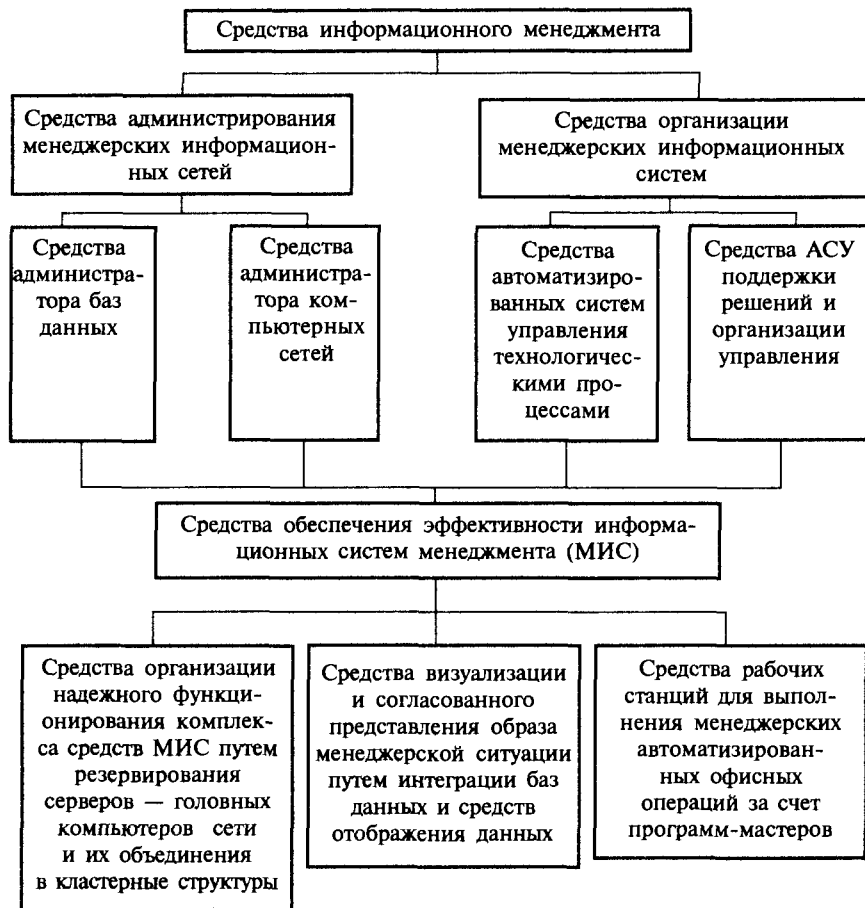 Средства информационного менеджмента
Средства администрирования
менеджерских информацион-
ных сетей
Средства организации
менеджерских информационных
систем
Средства
администра-
тора баз
данных
Средства
администра-
тора ком-
пьютерных
сетей
Средства
автоматизиро-
ванных систем
управления
технологичес-
кими про-
цессами
Средства АСУ
поддержки
решений и
организации
управления
Средства обеспечения эффективности информа-
ционных систем менеджмента (МИС)
Средства организации
надежного функци-
онирования комплек-
са средств МИС путем
резервирования
серверов — головных
компьютеров сети
и их объединения
в кластерные структуры
Средства визуализации
и согласованного
представления образа
менеджерской ситуации
путем интеграции баз
данных и средств
отображения данных
Средства рабочих
станций для выпол-
нения менеджерских
автоматизирован-
ных офисных
операций за счет
программ-мастеров